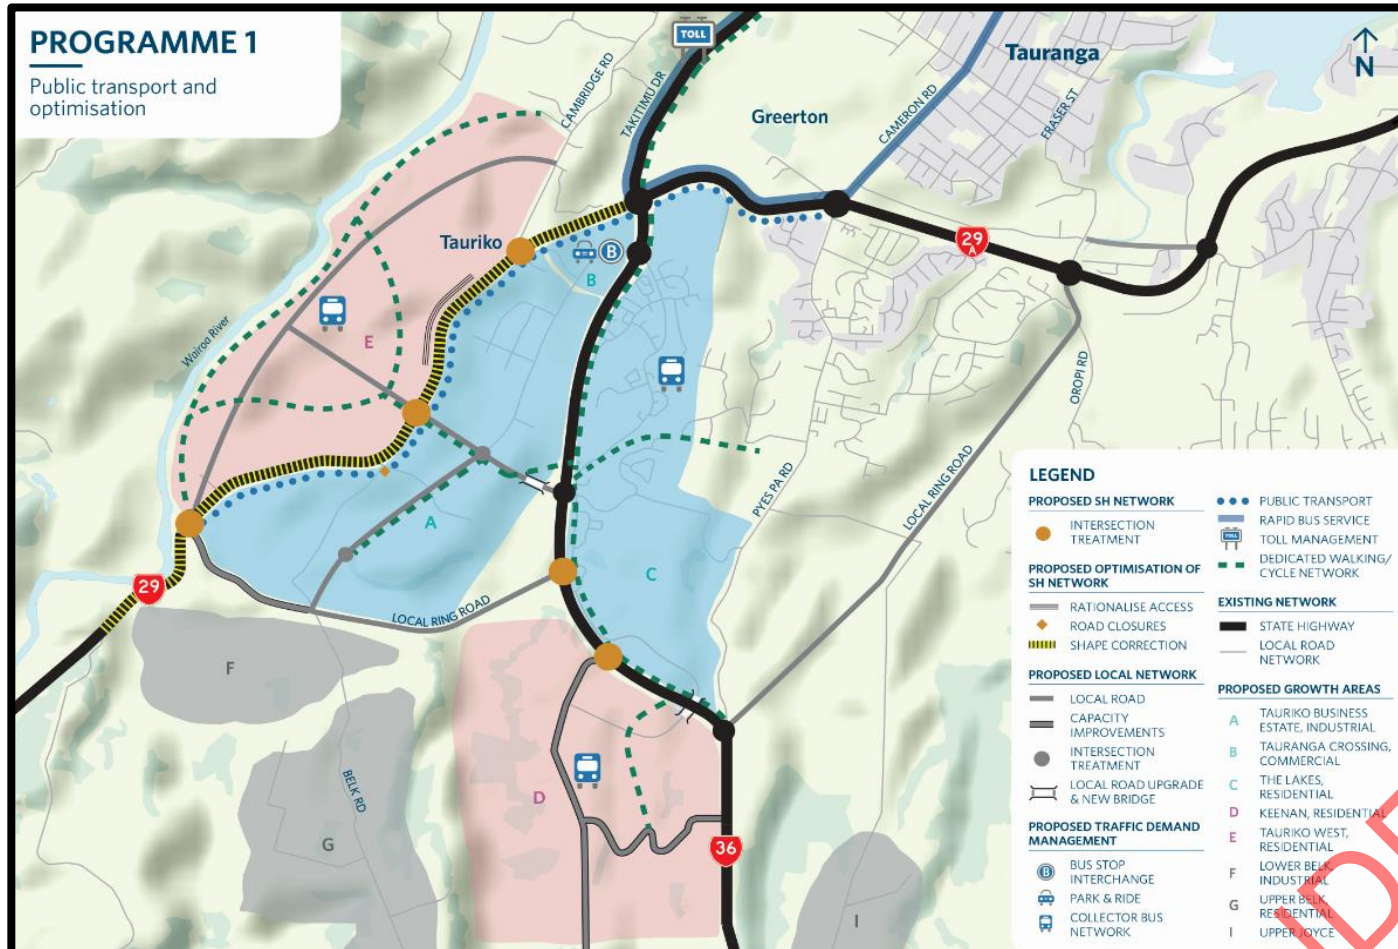 PROGRAMME 1
Public transport and
optimisation
TOLL
CAMBRIDGE RD
TAKITIMU DR
Greerton
CAMERON RD
Tauranga
FRASER ST
N
Tauriko
B
B
29
A
Wairoa River
E
OROPI RD
PYES PA RD
LOCAL RING ROAD
A
C
29
LOCAL RING ROAD
F
BELK RD
G
D
36
I
LEGEND
PROPOSED SH NETWORK
INTERSECTION
TREATMENT
PROPOSED OPTIMISATION OF
SH NETWORK
RATIONALISE ACCESS
ROAD CLOSURES
SHAPE CORRECTION
PROPOSED LOCAL NETWORK
LOCAL ROAD
CAPACITY
IMPROVEMENTS
INTERSECTION
TREATMENT
LOCAL ROAD UPGRADE
& NEW BRIDGE
PROPOSED TRAFFIC DEMAND
MANAGEMENT
B
BUS STOP
INTERCHANGE
PARK & RIDE
COLLECTOR BUS
NETWORK
PUBLIC TRANSPORT
RAPID BUS SERVICE
TOLL
TOLL MANAGEMENT
DEDICATED WALKING/
CYCLE NETWORK
EXISTING NETWORK
STATE HIGHWAY
LOCAL ROAD
NETWORK
PROPOSED GROWTH AREAS
A TAURIKO BUSINESS
ESTATE, INDUSTRIAL
B TAURANGA CROSSING,
COMMERCIAL
C THE LAKES,
RESIDENTIAL
D KEENAN, RESIDENTIAL
E TAURIKO WEST,
RESIDENTIAL
F LOWER BELK,
INDUSTRIAL
G UPPER BELK,
RESIDENTIAL
I UPPER JOYCE